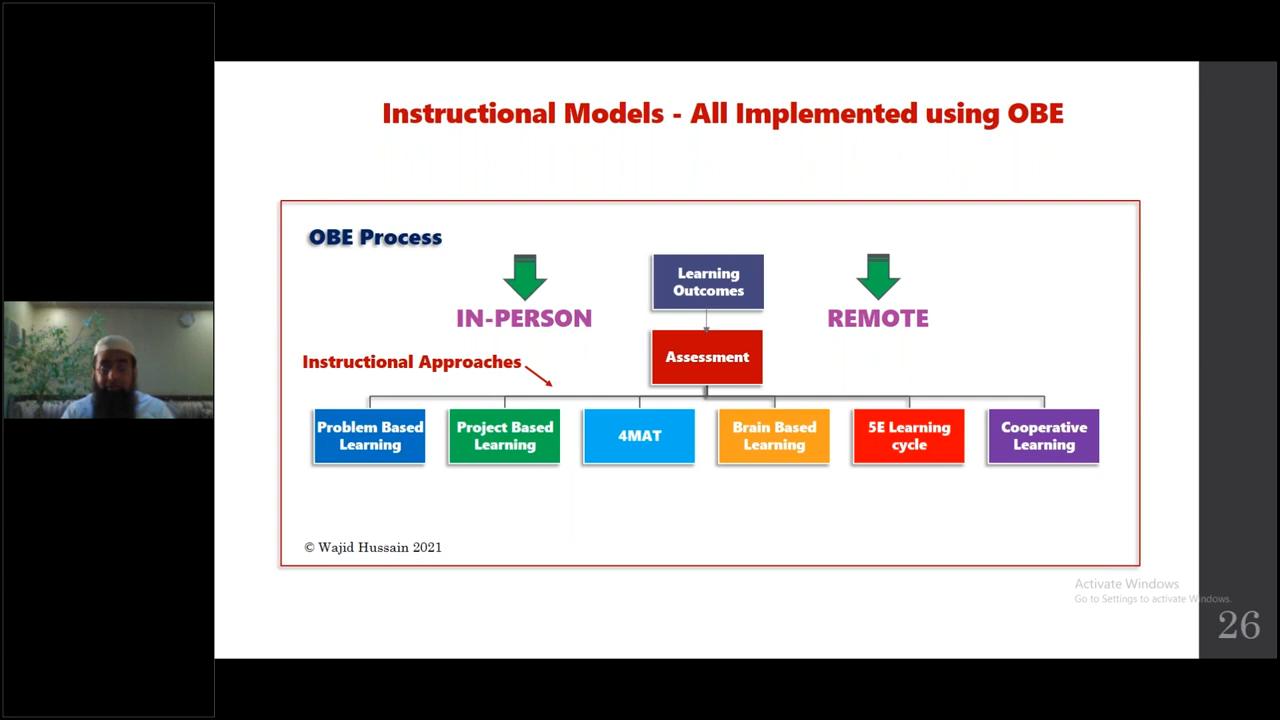 Instructional Models - All Implemented using OBE
OBE Process
Learning
Outcomes
IN-PERSON
REMOTE
Assessment
Instructional Approaches
Problem Based
Learning
Project Based
Learning
4MAT
Brain Based
Learning
5E Learning
cycle
Cooperative
Learning
© Wajid Hussain 2021
Activate Windows
Go to Settings to activate Windows.
26